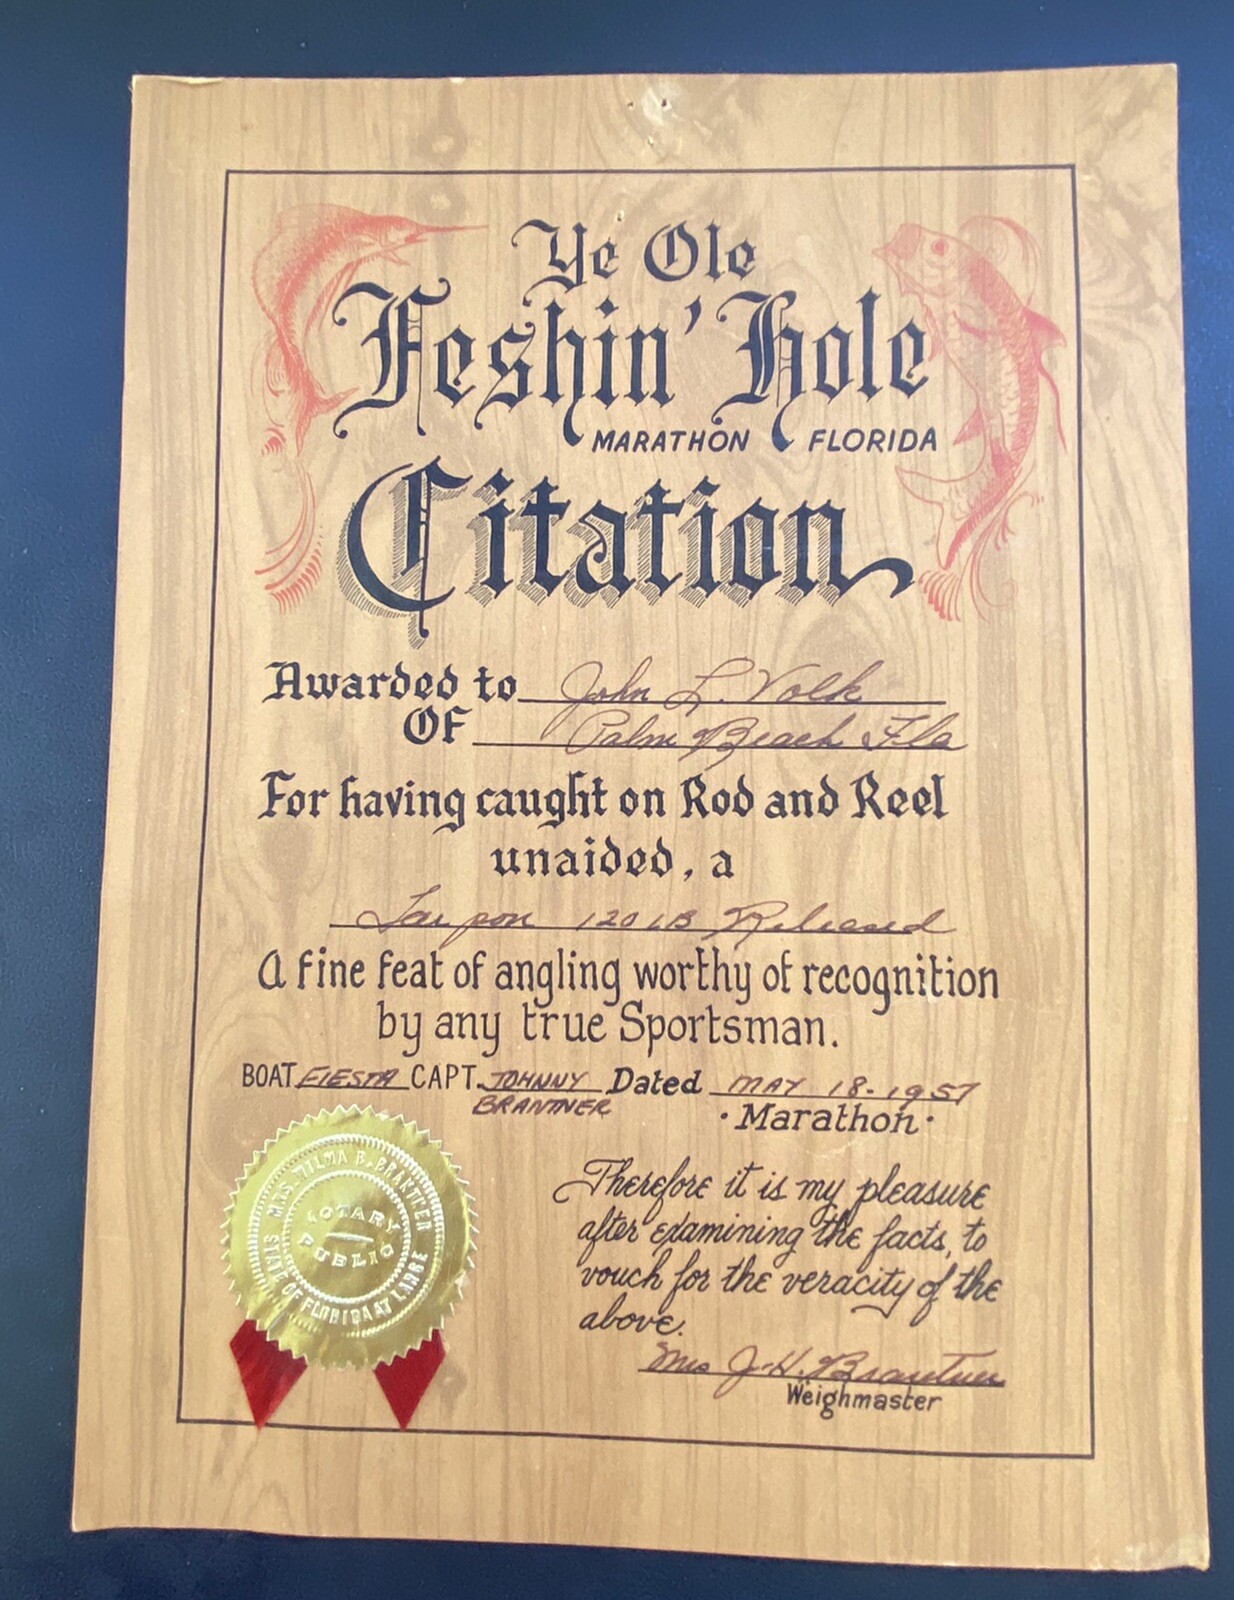 Ye Ole
Feshin' Hole
MARATHON FLORIDA
Citation
Awarded to John L. Volk
OF Palm Beach Fla
For having caught on Rod and Reel
unaided, a
Tarpon 120 LB Released
A fine feat of angling worthy of recognition
by any true Sportsman.
BOAT FIESTA CAPT. JOHNNY BRANTNER Dated MAY 18-1957
·Marathon·
Therefore it is my pleasure
after examining the facts, to
vouch for the veracity of the
above.
Mrs J.H. Brantner
Weighmaster
MRS. WILMA B. BRANTNER
NOTARY
PUBLIC
STATE OF FLORIDA AT LARGE